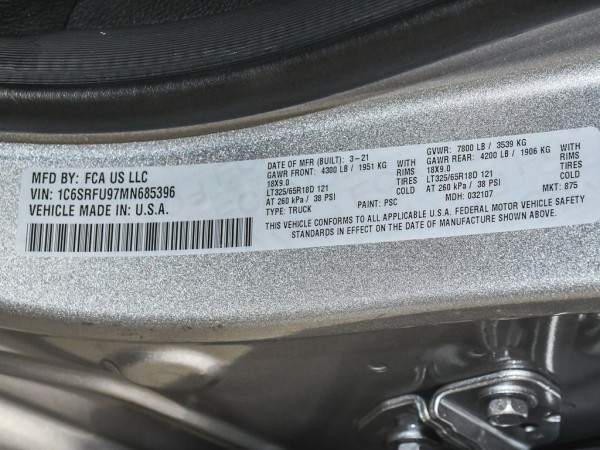 MFD BY: FCA US LLC
VIN: 1C6SRFU97MN685396
VEHICLE MADE IN: U.S.A.
DATE OF MFR (BUILT): 3-21 GVWR: 7800 LB / 3539 KG
GAWR FRONT: 4300 LB / 1951 KG WITH GAWR REAR: 4200 LB / 1906 KG WITH
18X9.0 RIMS 18X9.0 RIMS
LT325/65R18D 121 TIRES LT325/65R18D 121 TIRES
AT 260 kPa / 38 PSI COLD AT 260 kPa / 38 PSI COLD
TYPE: TRUCK PAINT: PSC MDH: 032107 MKT: 875
THIS VEHICLE CONFORMS TO ALL APPLICABLE U.S.A. FEDERAL MOTOR VEHICLE SAFETY
STANDARDS IN EFFECT ON THE DATE OF MANUFACTURE SHOWN ABOVE